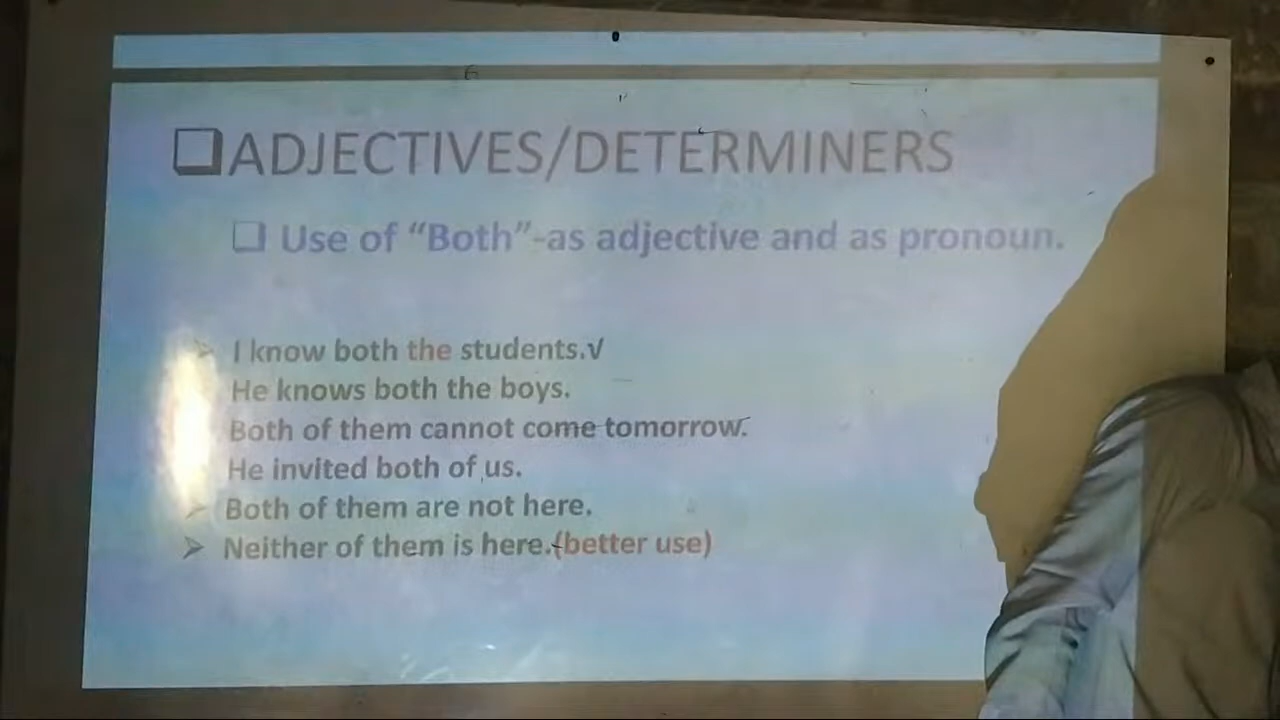 ❑ADJECTIVES/DETERMINERS
❑ Use of “Both”-as adjective and as pronoun.
➢ I know both the students.√
He knows both the boys.
Both of them cannot come tomorrow.
He invited both of us.
➢ Both of them are not here.
➢ Neither of them is here.(better use)